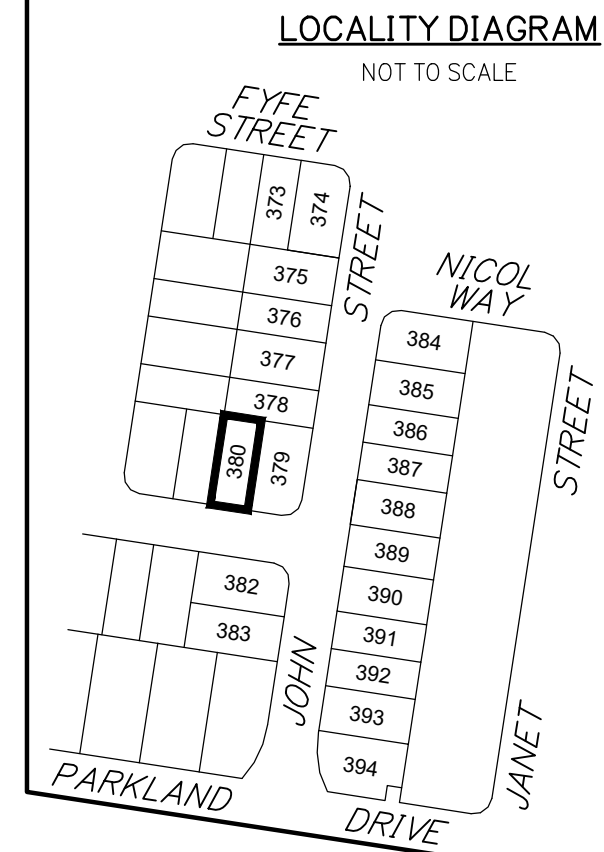 LOCALITY DIAGRAM
NOT TO SCALE
FYFE
STREET
373
374
STREET
375
376
377
378
380
379
NICOL
WAY
384
385
386
387
388
389
390
391
392
393
394
STREET
382
383
JOHN
JANET
PARKLAND
DRIVE